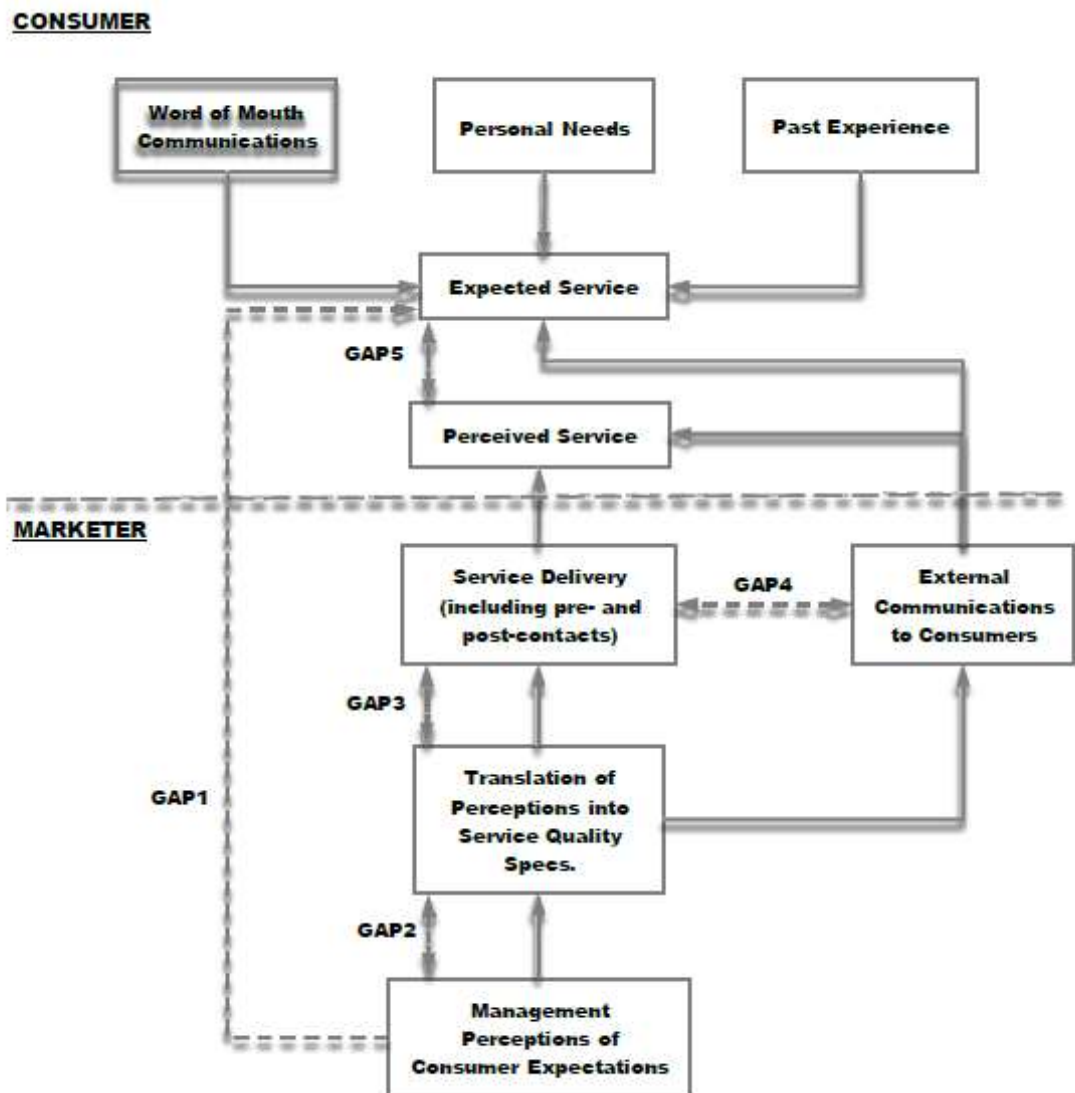 CONSUMER
Word of Mouth
Communications
Personal Needs
Past Experience
Expected Service
GAP5
Perceived Service
MARKETER
Service Delivery
(including pre- and
post-contacts)
GAP4
External
Communications
to Consumers
GAP3
Translation of
Perceptions into
Service Quality
Specs.
GAP1
GAP2
Management
Perceptions of
Consumer Expectations